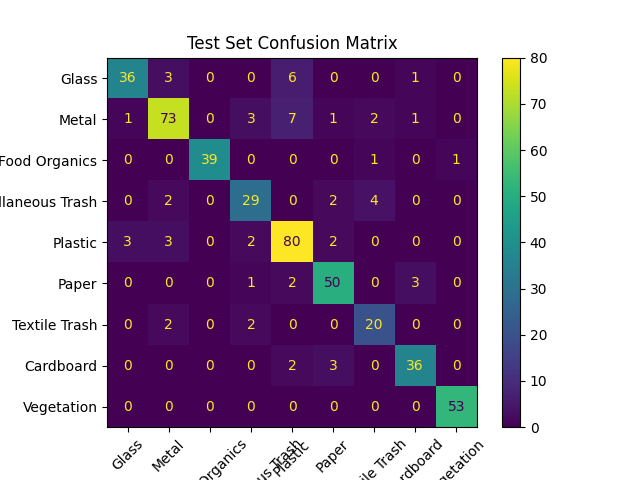 Test Set Confusion Matrix
Glass 36 3 0 0 6 0 0 1 0
Metal 1 73 0 3 7 1 2 1 0
Food Organics 0 0 39 0 0 0 1 0 1
llaneous Trash 0 2 0 29 0 2 4 0 0
Plastic 3 3 0 2 80 2 0 0 0
Paper 0 0 0 1 2 50 0 3 0
Textile Trash 0 2 0 2 0 0 20 0 0
Cardboard 0 0 0 0 2 3 0 36 0
Vegetation 0 0 0 0 0 0 0 0 53
Glass Metal Organics us Trash Plastic Paper ile Trash rdboard getation
80
70
60
50
40
30
20
10
0